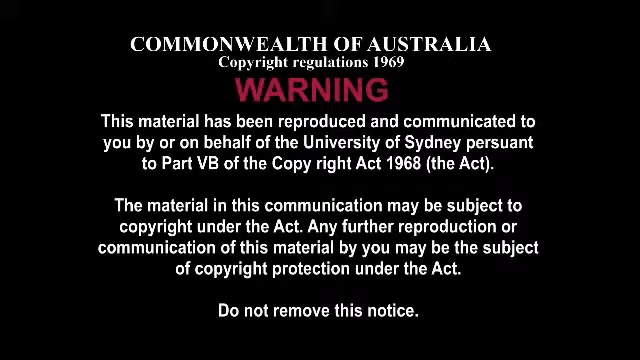 COMMONWEALTH OF AUSTRALIA
Copyright regulations 1969
WARNING
This material has been reproduced and communicated to
you by or on behalf of the University of Sydney persuant
to Part VB of the Copy right Act 1968 (the Act).
The material in this communication may be subject to
copyright under the Act. Any further reproduction or
communication of this material by you may be the subject
of copyright protection under the Act.
Do not remove this notice.